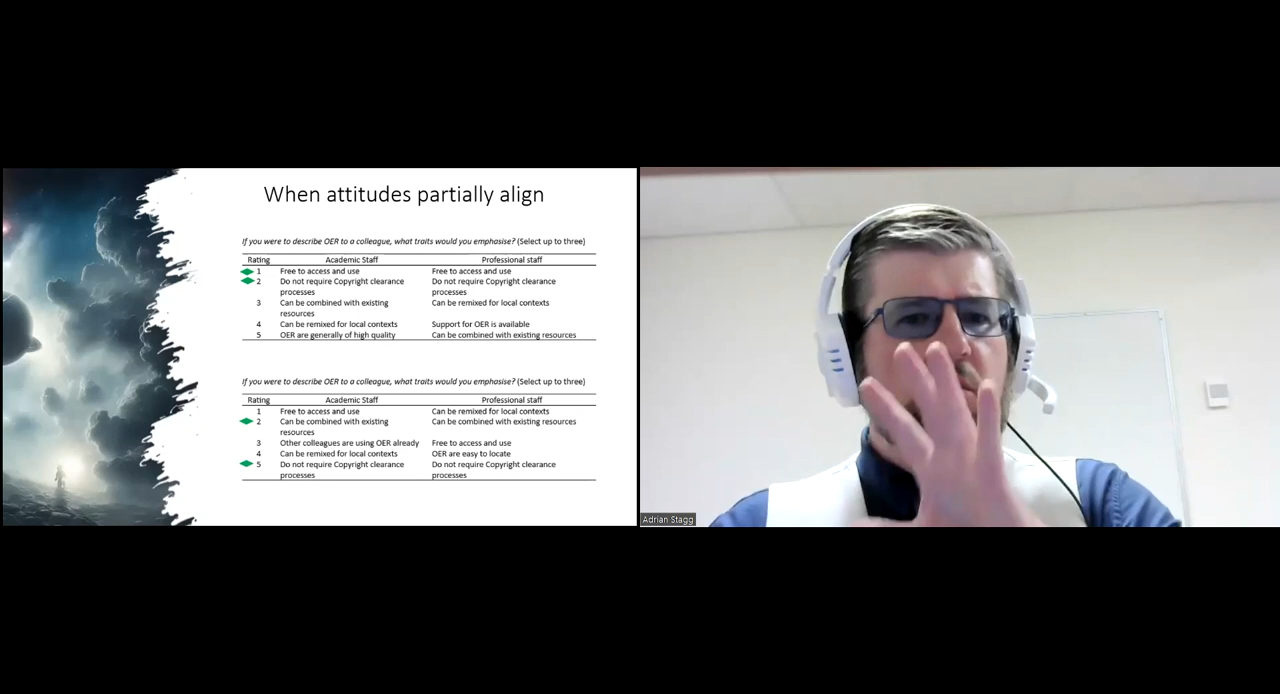 When attitudes partially align
If you were to describe OER to a colleague, what traits would you emphasise? (Select up to three)
Rating Academic Staff Professional staff
1 Free to access and use Free to access and use
2 Do not require Copyright clearance Do not require Copyright clearance
processes processes
3 Can be combined with existing Can be remixed for local contexts
resources
4 Can be remixed for local contexts Support for OER is available
5 OER are generally of high quality Can be combined with existing resources
If you were to describe OER to a colleague, what traits would you emphasise? (Select up to three)
Rating Academic Staff Professional staff
1 Free to access and use Can be remixed for local contexts
2 Can be combined with existing Can be combined with existing resources
resources
3 Other colleagues are using OER already Free to access and use
4 Can be remixed for local contexts OER are easy to locate
5 Do not require Copyright clearance Do not require Copyright clearance
processes processes
Adrian Stagg